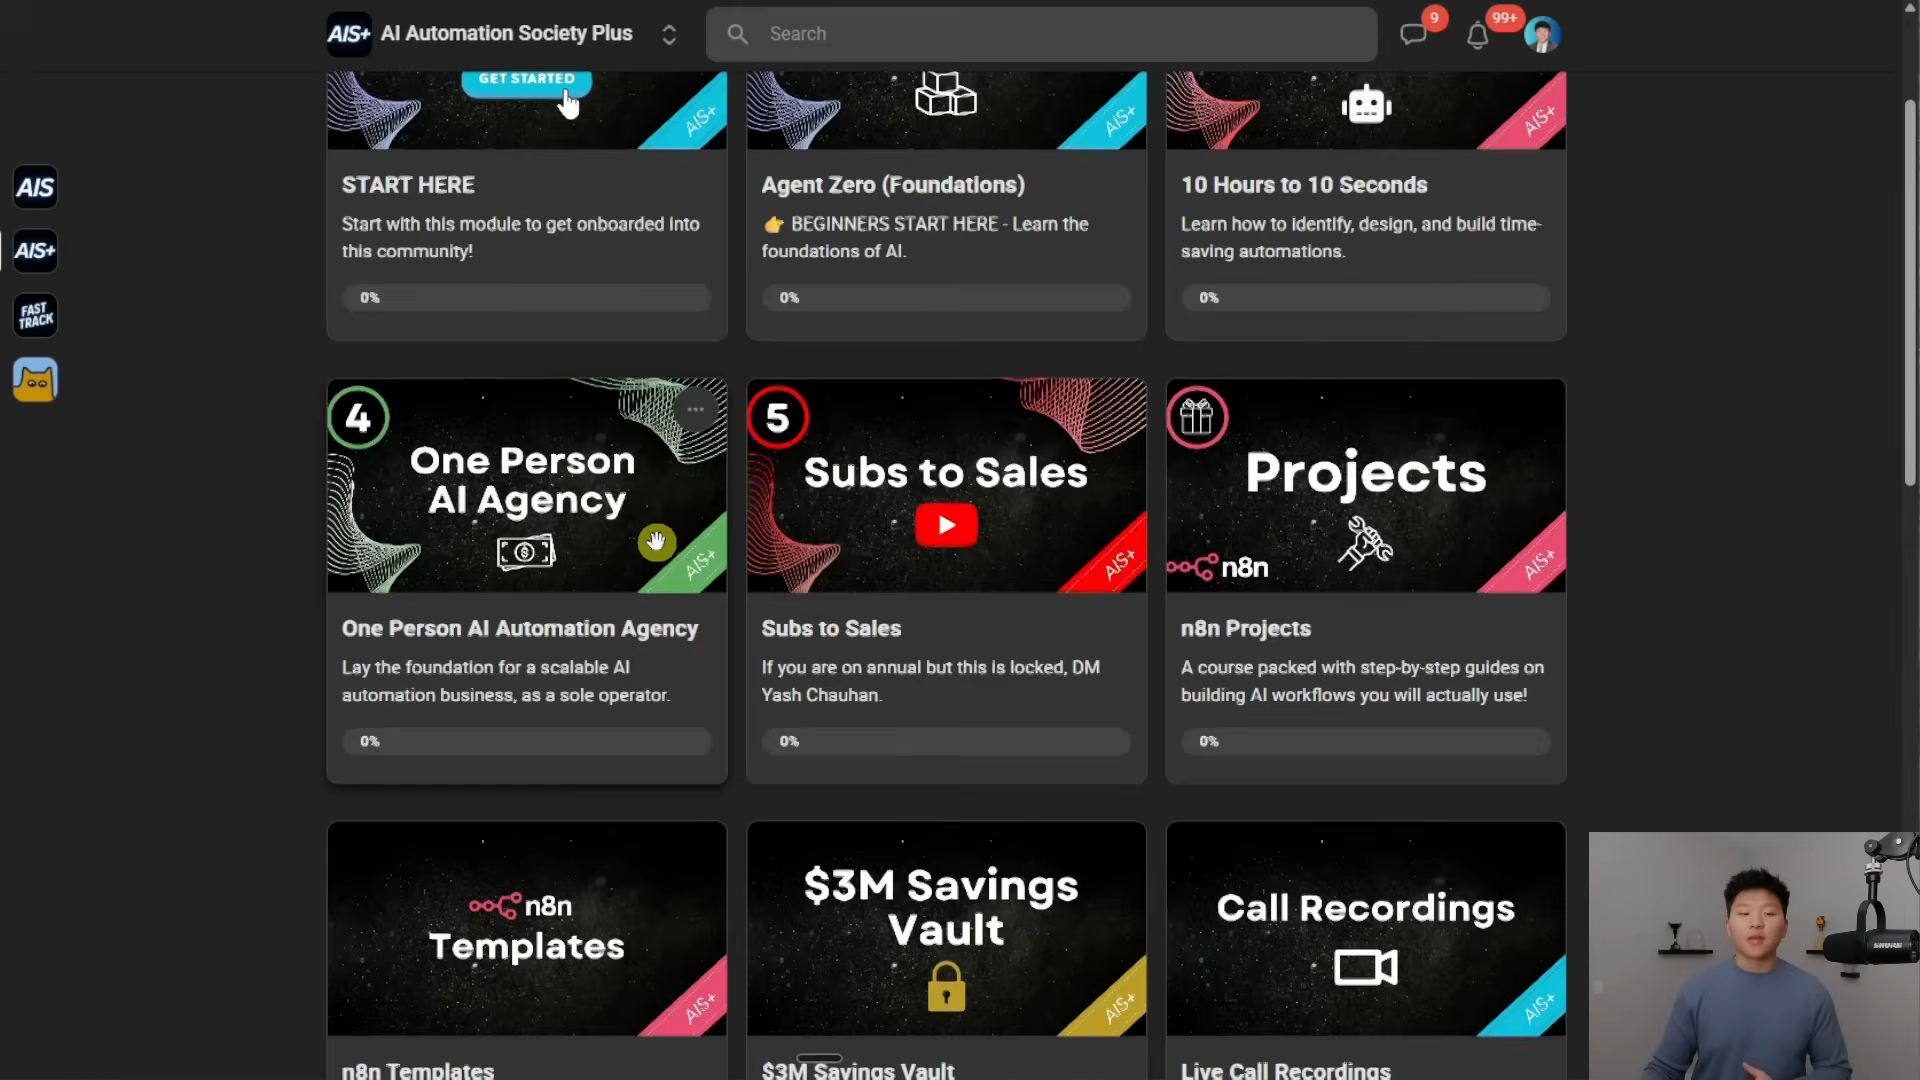 AIS+ AI Automation Society Plus
Search
9
99+
AIS
AIS+
FAST
TRACK
GET STARTED
AIS+
AIS+
AIS+
START HERE
Start with this module to get onboarded into
this community!
0%
Agent Zero (Foundations)
👉 BEGINNERS START HERE - Learn the
foundations of AI.
0%
10 Hours to 10 Seconds
Learn how to identify, design, and build time-
saving automations.
0%
4
One Person
AI Agency
AIS+
One Person AI Automation Agency
Lay the foundation for a scalable AI
automation business, as a sole operator.
0%
5
Subs to Sales
AIS+
Subs to Sales
If you are on annual but this is locked, DM
Yash Chauhan.
0%
Projects
n8n
AIS+
n8n Projects
A course packed with step-by-step guides on
building AI workflows you will actually use!
0%
n8n
Templates
AIS+
n8n Templates
$3M Savings
Vault
AIS+
$3M Savings Vault
Call Recordings
AIS+
Live Call Recordings
SHURE